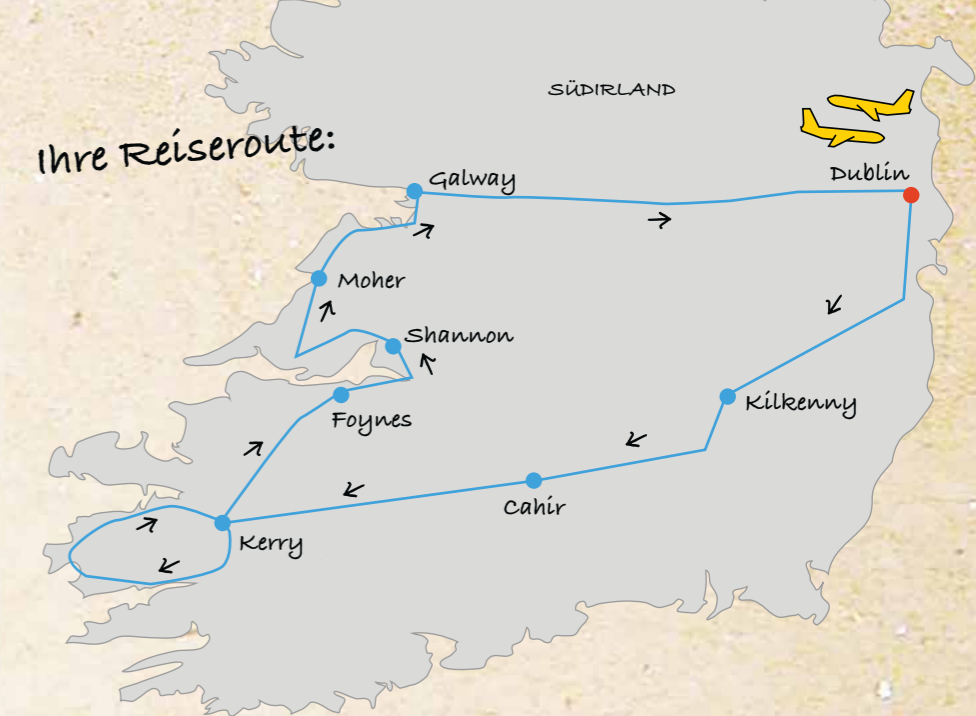 SÜDIRLAND
Ihre Reiseroute:
Dublin
Galway
Moher
Shannon
Foynes
Kilkenny
Cahir
Kerry